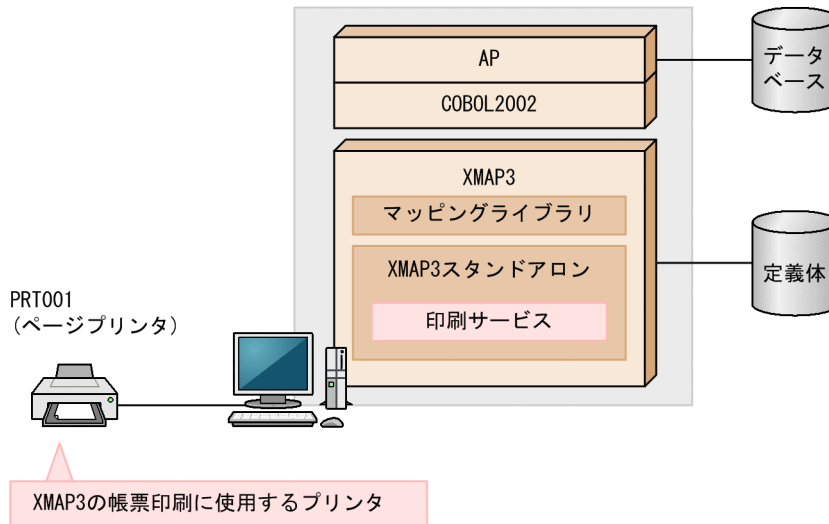 AP
COBOL2002
データ
ベース
XMAP3
マッピングライブラリ
XMAP3スタンドアロン
印刷サービス
定義体
PRT001
（ページプリンタ）
XMAP3の帳票印刷に使用するプリンタ